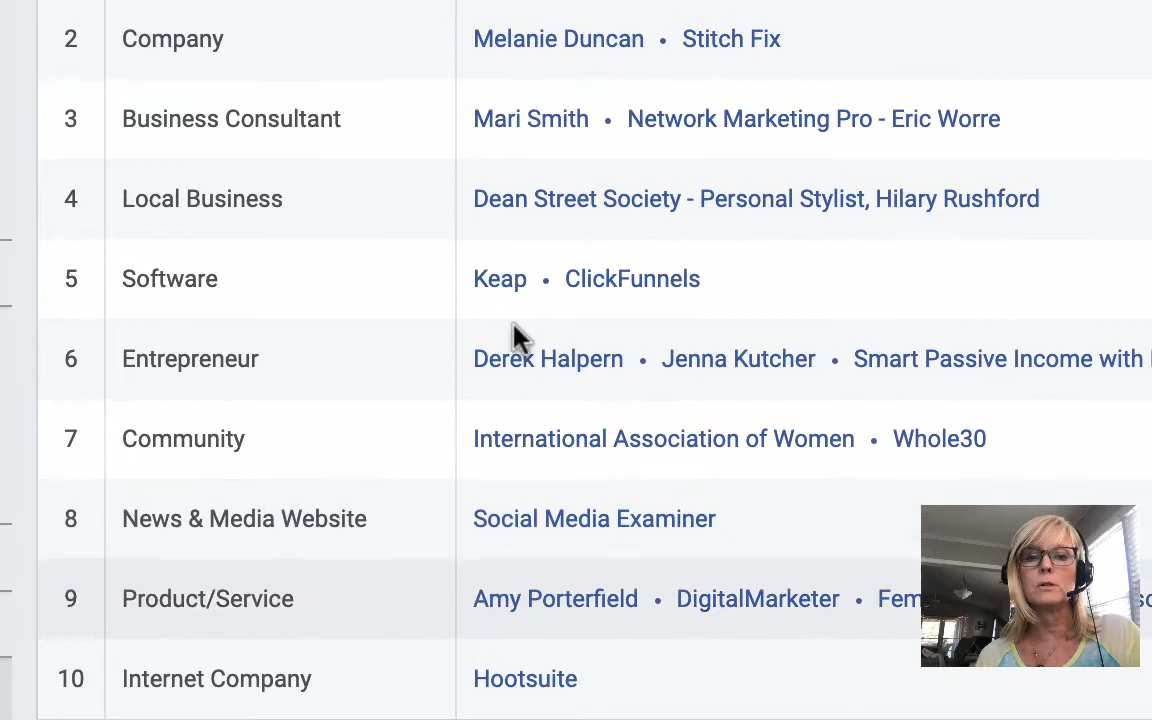 2 Company Melanie Duncan • Stitch Fix
3 Business Consultant Mari Smith • Network Marketing Pro - Eric Worre
4 Local Business Dean Street Society - Personal Stylist, Hilary Rushford
5 Software Keap • ClickFunnels
6 Entrepreneur Derek Halpern • Jenna Kutcher • Smart Passive Income with
7 Community International Association of Women • Whole30
8 News & Media Website Social Media Examiner
9 Product/Service Amy Porterfield • DigitalMarketer •
10 Internet Company Hootsuite